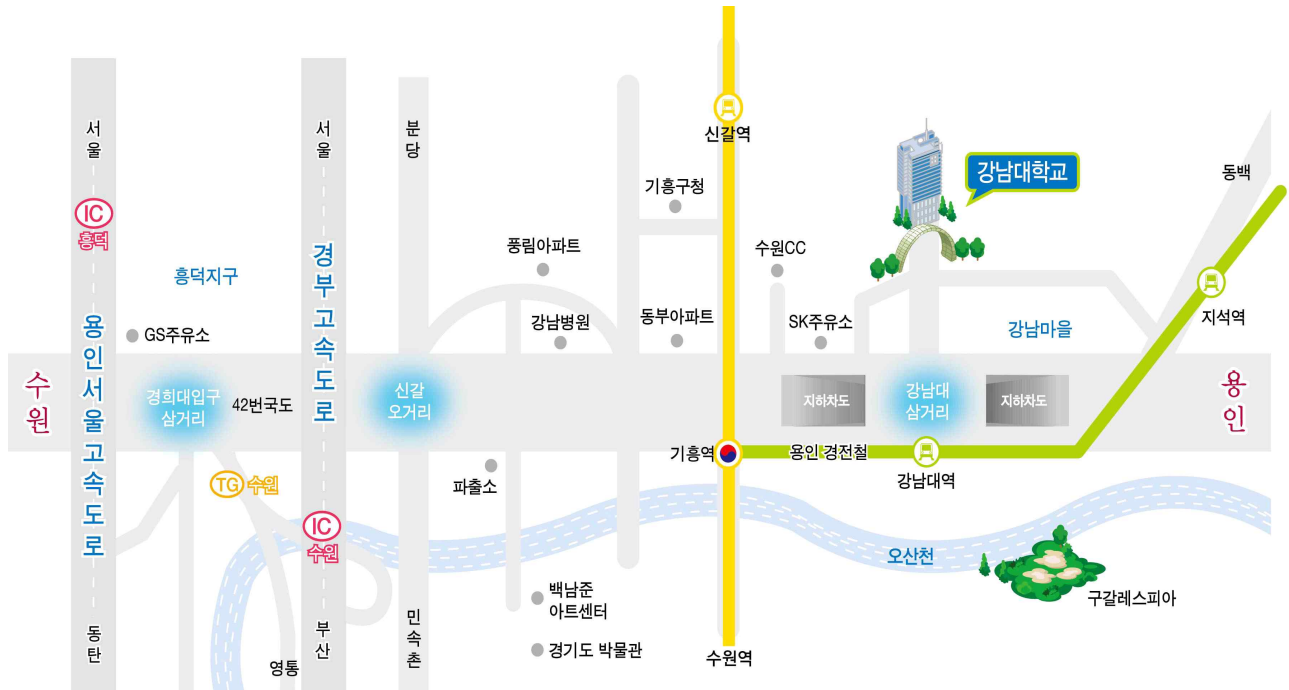 서울
서울
분당
신갈역
강남대학교
동백
기흥구청
IC
흥덕
수원CC
풍림아파트
경부고속도로
흥덕지구
지석역
용인서울고속도로
GS주유소
강남병원
동부아파트
SK주유소
강남마을
수원
경희대입구
삼거리
42번국도
신갈
오거리
지하차도
강남대
삼거리
지하차도
용인
기흥역
용인 경전철
강남대역
TG 수원
파출소
IC
수원
오산천
백남준
아트센터
구갈레스피아
동탄
부산
민속촌
경기도 박물관
수원역
영통